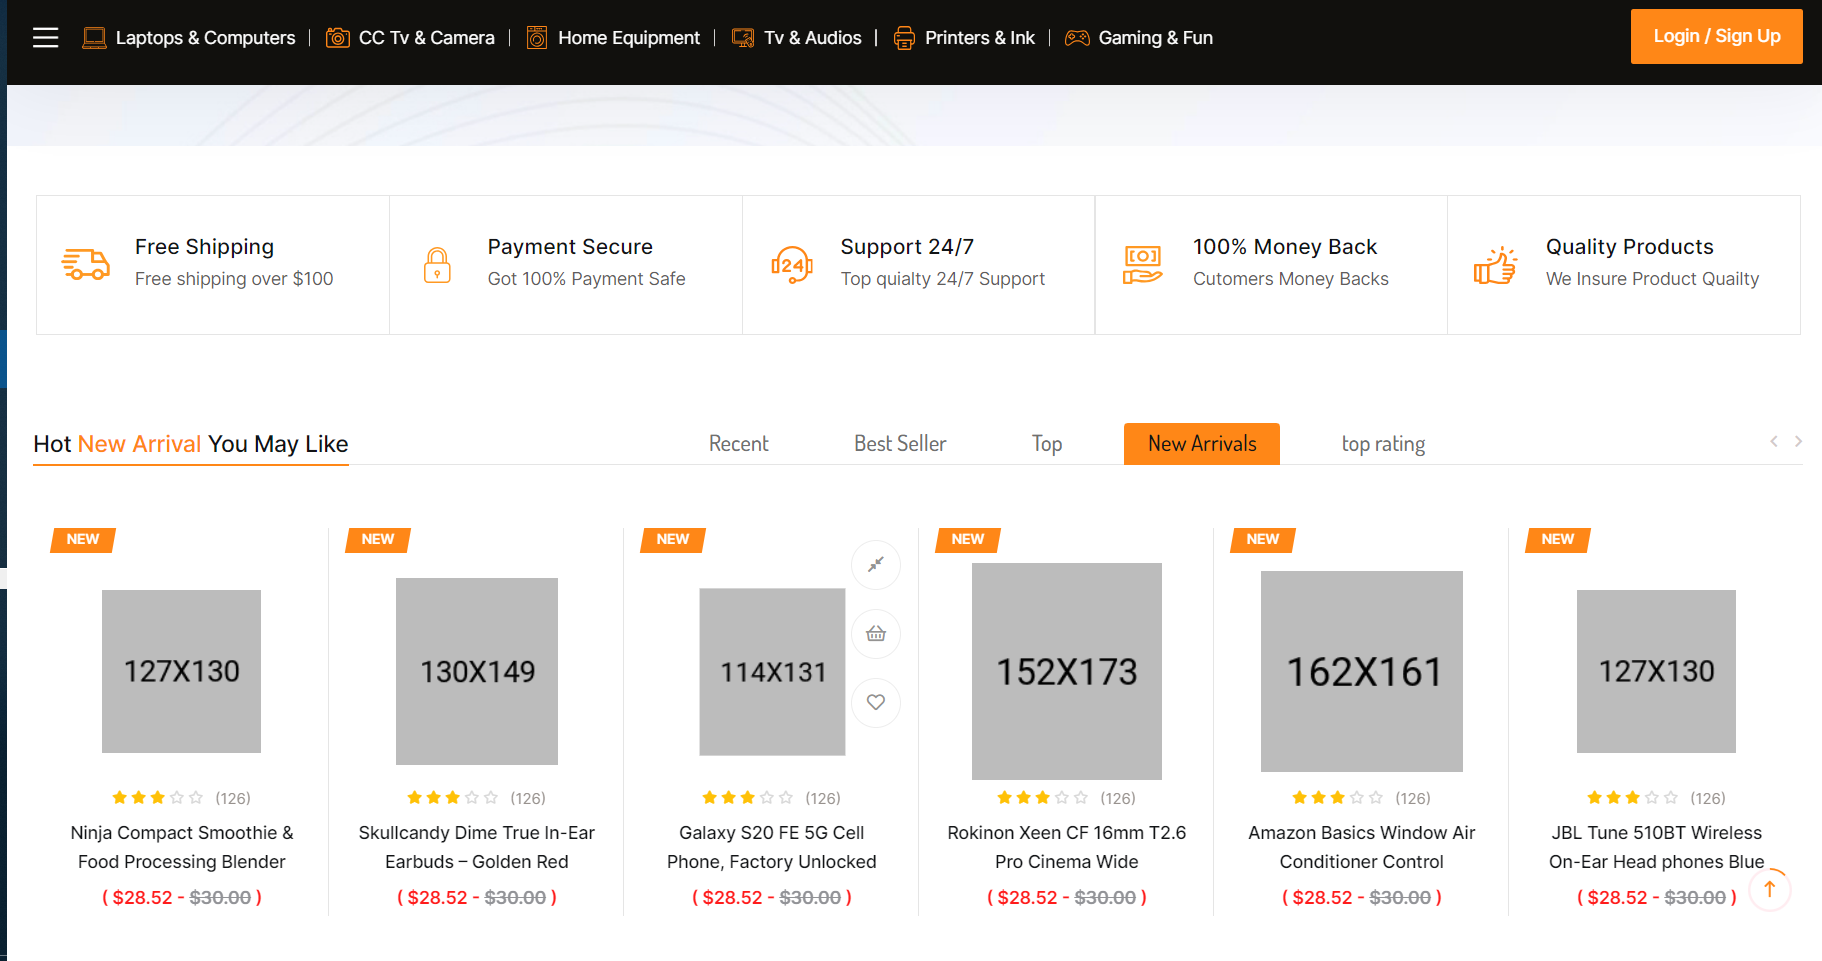 Laptops & Computers | CC Tv & Camera | Home Equipment | Tv & Audios | Printers & Ink | Gaming & Fun
Login / Sign Up
Free Shipping
Free shipping over $100
Payment Secure
Got 100% Payment Safe
24
Support 24/7
Top quialty 24/7 Support
100% Money Back
Cutomers Money Backs
Quality Products
We Insure Product Quailty
Hot New Arrival You May Like
Recent
Best Seller
Top
New Arrivals
top rating
NEW
127X130
(126)
Ninja Compact Smoothie &
Food Processing Blender
( $28.52 - $30.00 )
NEW
130X149
(126)
Skullcandy Dime True In-Ear
Earbuds – Golden Red
( $28.52 - $30.00 )
NEW
114X131
(126)
Galaxy S20 FE 5G Cell
Phone, Factory Unlocked
( $28.52 - $30.00 )
NEW
152X173
(126)
Rokinon Xeen CF 16mm T2.6
Pro Cinema Wide
( $28.52 - $30.00 )
NEW
162X161
(126)
Amazon Basics Window Air
Conditioner Control
( $28.52 - $30.00 )
NEW
127X130
(126)
JBL Tune 510BT Wireless
On-Ear Head phones Blue
( $28.52 - $30.00 )